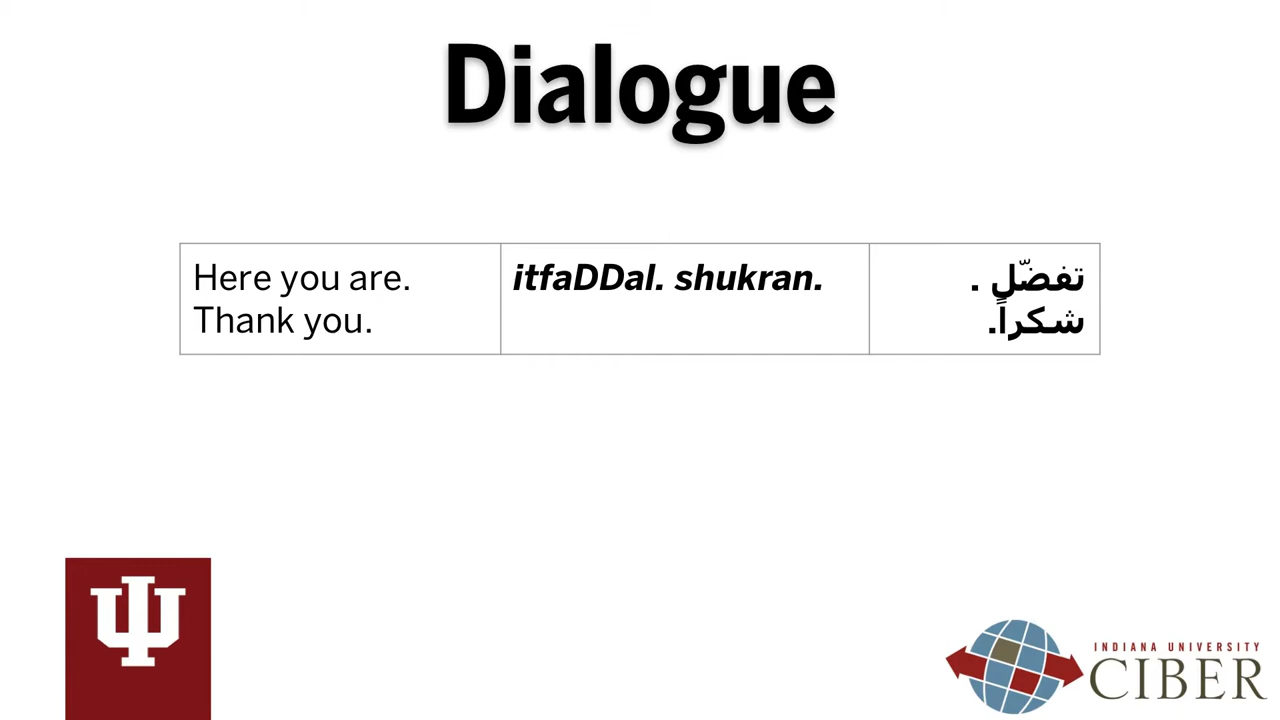 Dialogue
Here you are.
Thank you.
itfaDDal. shukran.
تفضّل .
شكراً.
INDIANA UNIVERSITY
CIBER